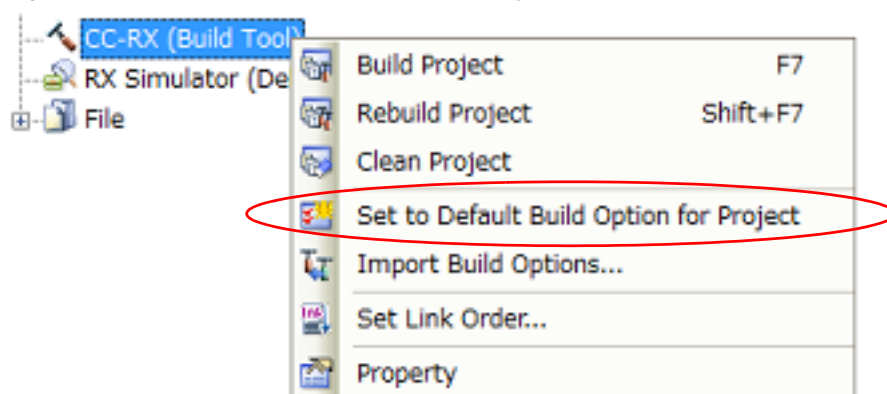 CC-RX (Build Tool)
RX Simulator (De
File
Build Project F7
Rebuild Project Shift+F7
Clean Project
Set to Default Build Option for Project
Import Build Options...
Set Link Order...
Property